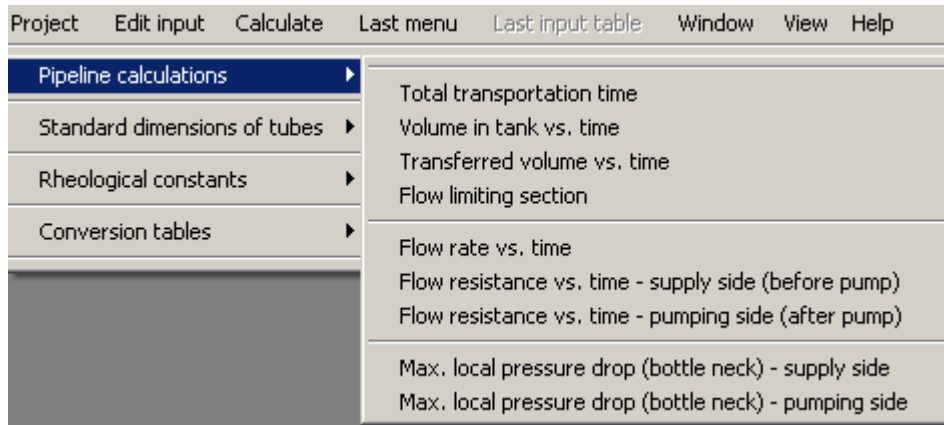 Project Edit input Calculate Last menu Last input table Window View Help
Pipeline calculations
Standard dimensions of tubes
Rheological constants
Conversion tables
Total transportation time
Volume in tank vs. time
Transferred volume vs. time
Flow limiting section
Flow rate vs. time
Flow resistance vs. time - supply side (before pump)
Flow resistance vs. time - pumping side (after pump)
Max. local pressure drop (bottle neck) - supply side
Max. local pressure drop (bottle neck) - pumping side